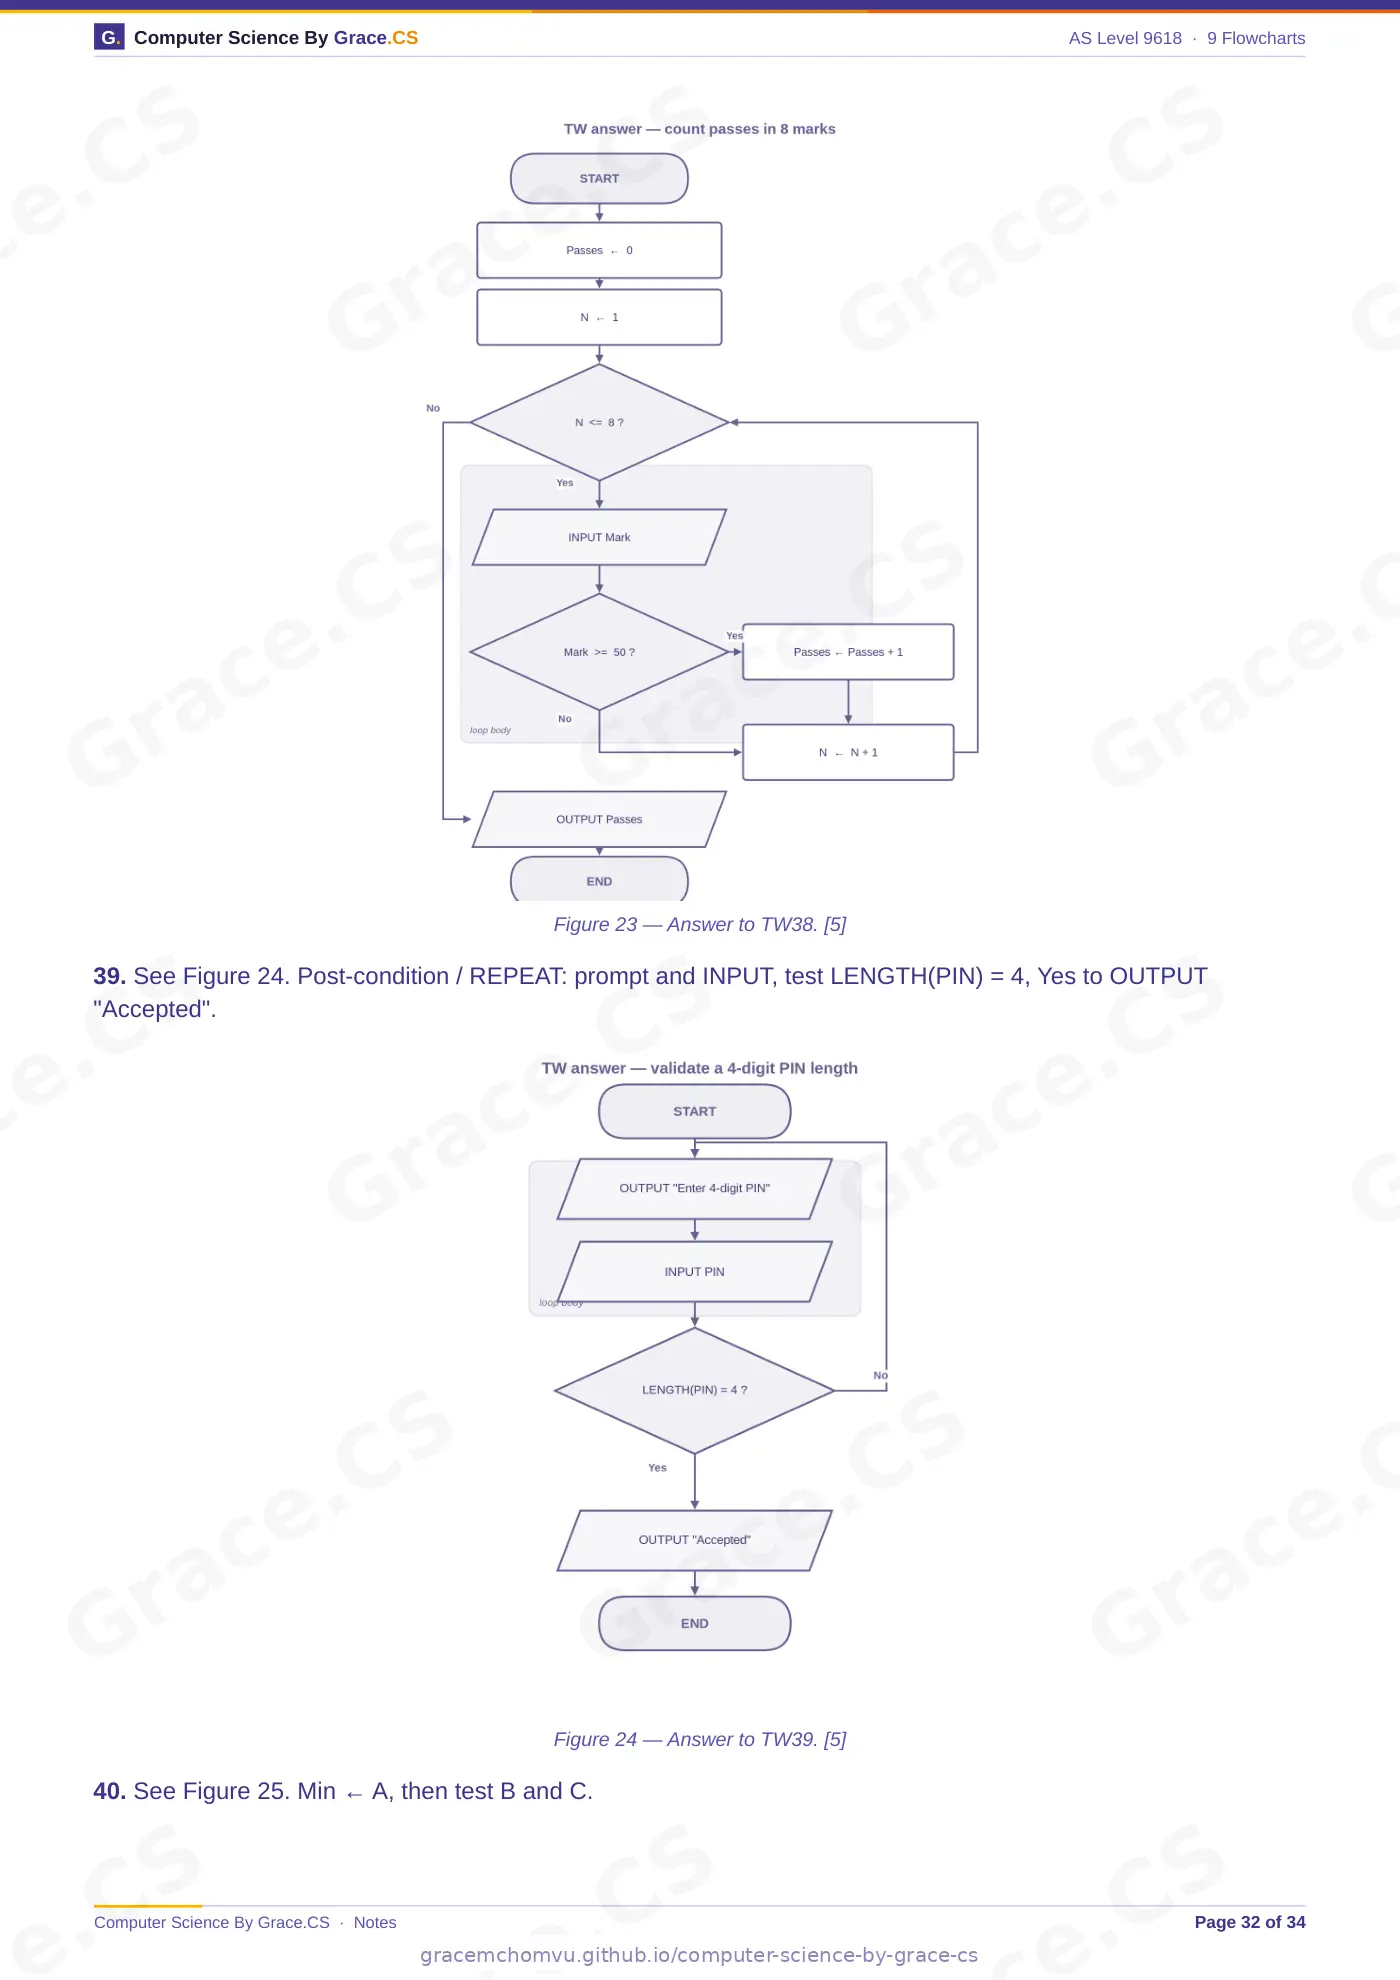 G. Computer Science By Grace.CS
AS Level 9618 · 9 Flowcharts
TW answer — count passes in 8 marks
START
Passes ← 0
N ← 1
N <= 8 ?
No
Yes
INPUT Mark
Mark >= 50 ?
Yes
Passes ← Passes + 1
No
loop body
N ← N + 1
OUTPUT Passes
END
Figure 23 — Answer to TW38. [5]
39. See Figure 24. Post-condition / REPEAT: prompt and INPUT, test LENGTH(PIN) = 4, Yes to OUTPUT
"Accepted".
TW answer — validate a 4-digit PIN length
START
OUTPUT "Enter 4-digit PIN"
INPUT PIN
loop body
LENGTH(PIN) = 4 ?
No
Yes
OUTPUT "Accepted"
END
Figure 24 — Answer to TW39. [5]
40. See Figure 25. Min ← A, then test B and C.
Computer Science By Grace.CS · Notes
Page 32 of 34
gracemchomvu.github.io/computer-science-by-grace-cs